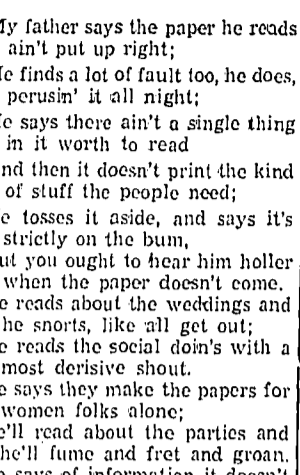 My father says the paper he reads
ain't put up right;
He finds a lot of fault too, he does,
perusin' it all night;
He says there ain't a single thing
in it worth to read
And then it doesn't print the kind
of stuff the people need;
He tosses it aside, and says it's
strictly on the bum,
But you ought to hear him holler
when the paper doesn't come.
He reads about the weddings and
he snorts, like all get out;
He reads the social doin's with a
most derisive shout.
He says they make the papers for
women folks alone;
He'll read about the parties and
he'll fume and fret and groan.
He says of information it doesn't